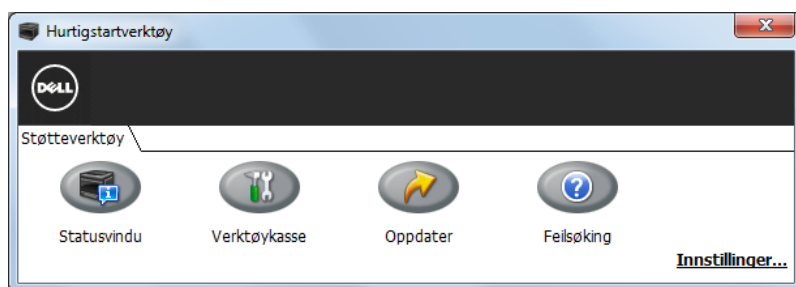 Hurtigstartverktøy
DELL
Støtteverktøy
Statusvindu Verktøykasse Oppdater Feilsøking
Innstillinger...